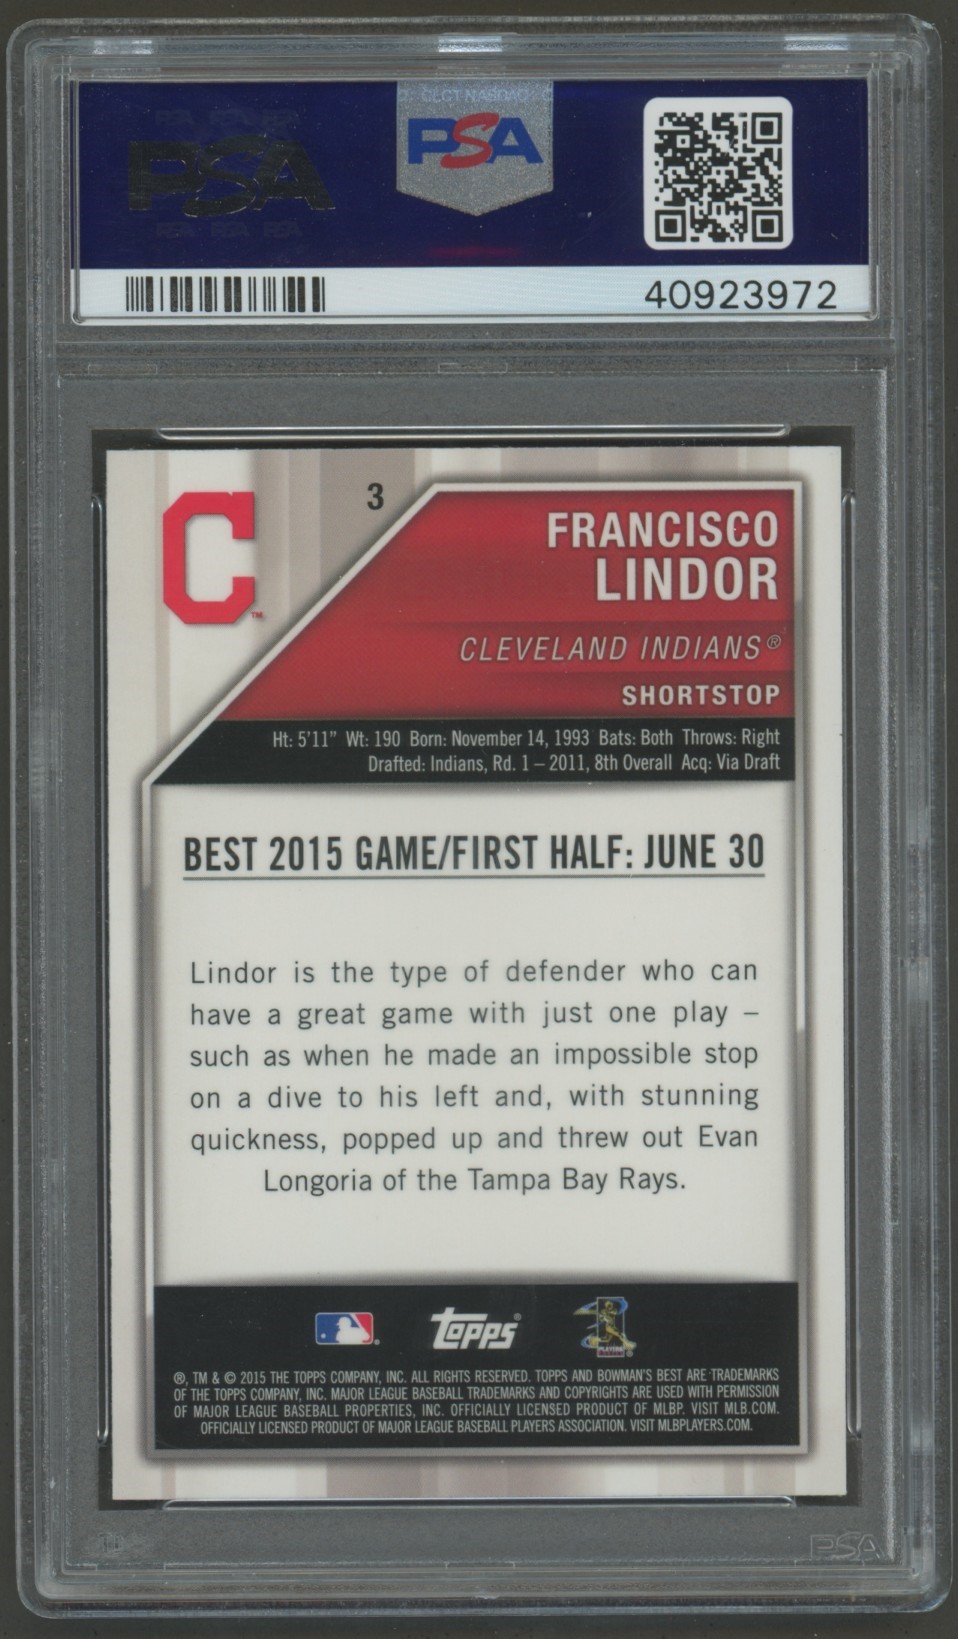 CLCT NASDAQ
PSA
PSA
40923972
3
C
™
FRANCISCO
LINDOR
CLEVELAND INDIANS®
SHORTSTOP
Ht: 5'11" Wt: 190 Born: November 14, 1993 Bats: Both Throws: Right
Drafted: Indians, Rd. 1 – 2011, 8th Overall Acq: Via Draft
BEST 2015 GAME/FIRST HALF: JUNE 30
Lindor is the type of defender who can
have a great game with just one play –
such as when he made an impossible stop
on a dive to his left and, with stunning
quickness, popped up and threw out Evan
Longoria of the Tampa Bay Rays.
topps®
PLAYERS
®, TM & © 2015 THE TOPPS COMPANY, INC. ALL RIGHTS RESERVED. TOPPS AND BOWMAN'S BEST ARE TRADEMARKS
OF THE TOPPS COMPANY, INC. MAJOR LEAGUE BASEBALL TRADEMARKS AND COPYRIGHTS ARE USED WITH PERMISSION
OF MAJOR LEAGUE BASEBALL PROPERTIES, INC. OFFICIALLY LICENSED PRODUCT OF MLBP. VISIT MLB.COM.
OFFICIALLY LICENSED PRODUCT OF MAJOR LEAGUE BASEBALL PLAYERS ASSOCIATION. VISIT MLBPLAYERS.COM.
PSA